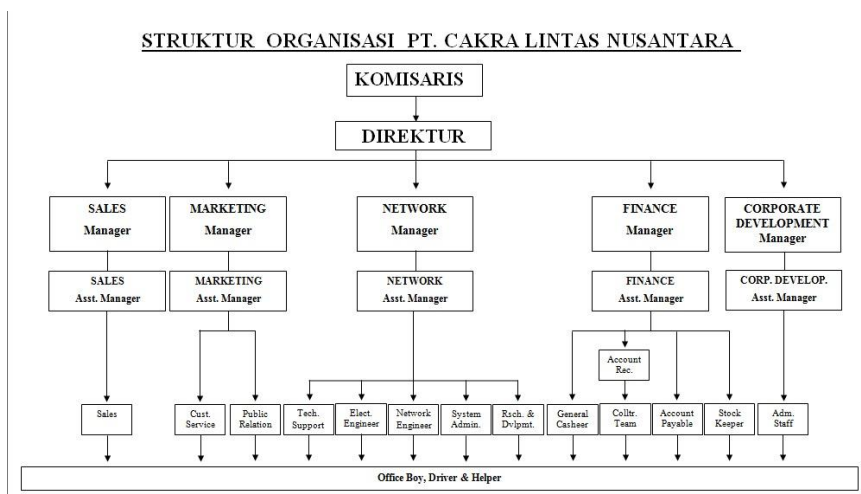 STRUKTUR ORGANISASI PT. CAKRA LINTAS NUSANTARA
KOMISARIS
DIREKTUR
SALES
Manager
MARKETING
Manager
NETWORK
Manager
FINANCE
Manager
CORPORATE
DEVELOPMENT
Manager
SALES
Asst. Manager
MARKETING
Asst. Manager
NETWORK
Asst. Manager
FINANCE
Asst. Manager
CORP. DEVELOP.
Asst. Manager
Account
Rec.
Sales
Cust.
Service
Public
Relation
Tech.
Support
Elect.
Engineer
Network
Engineer
System
Admin.
Rsch. &
Dvlpmt.
General
Casheer
Colltr.
Team
Account
Payable
Stock
Keeper
Adm.
Staff
Office Boy, Driver & Helper